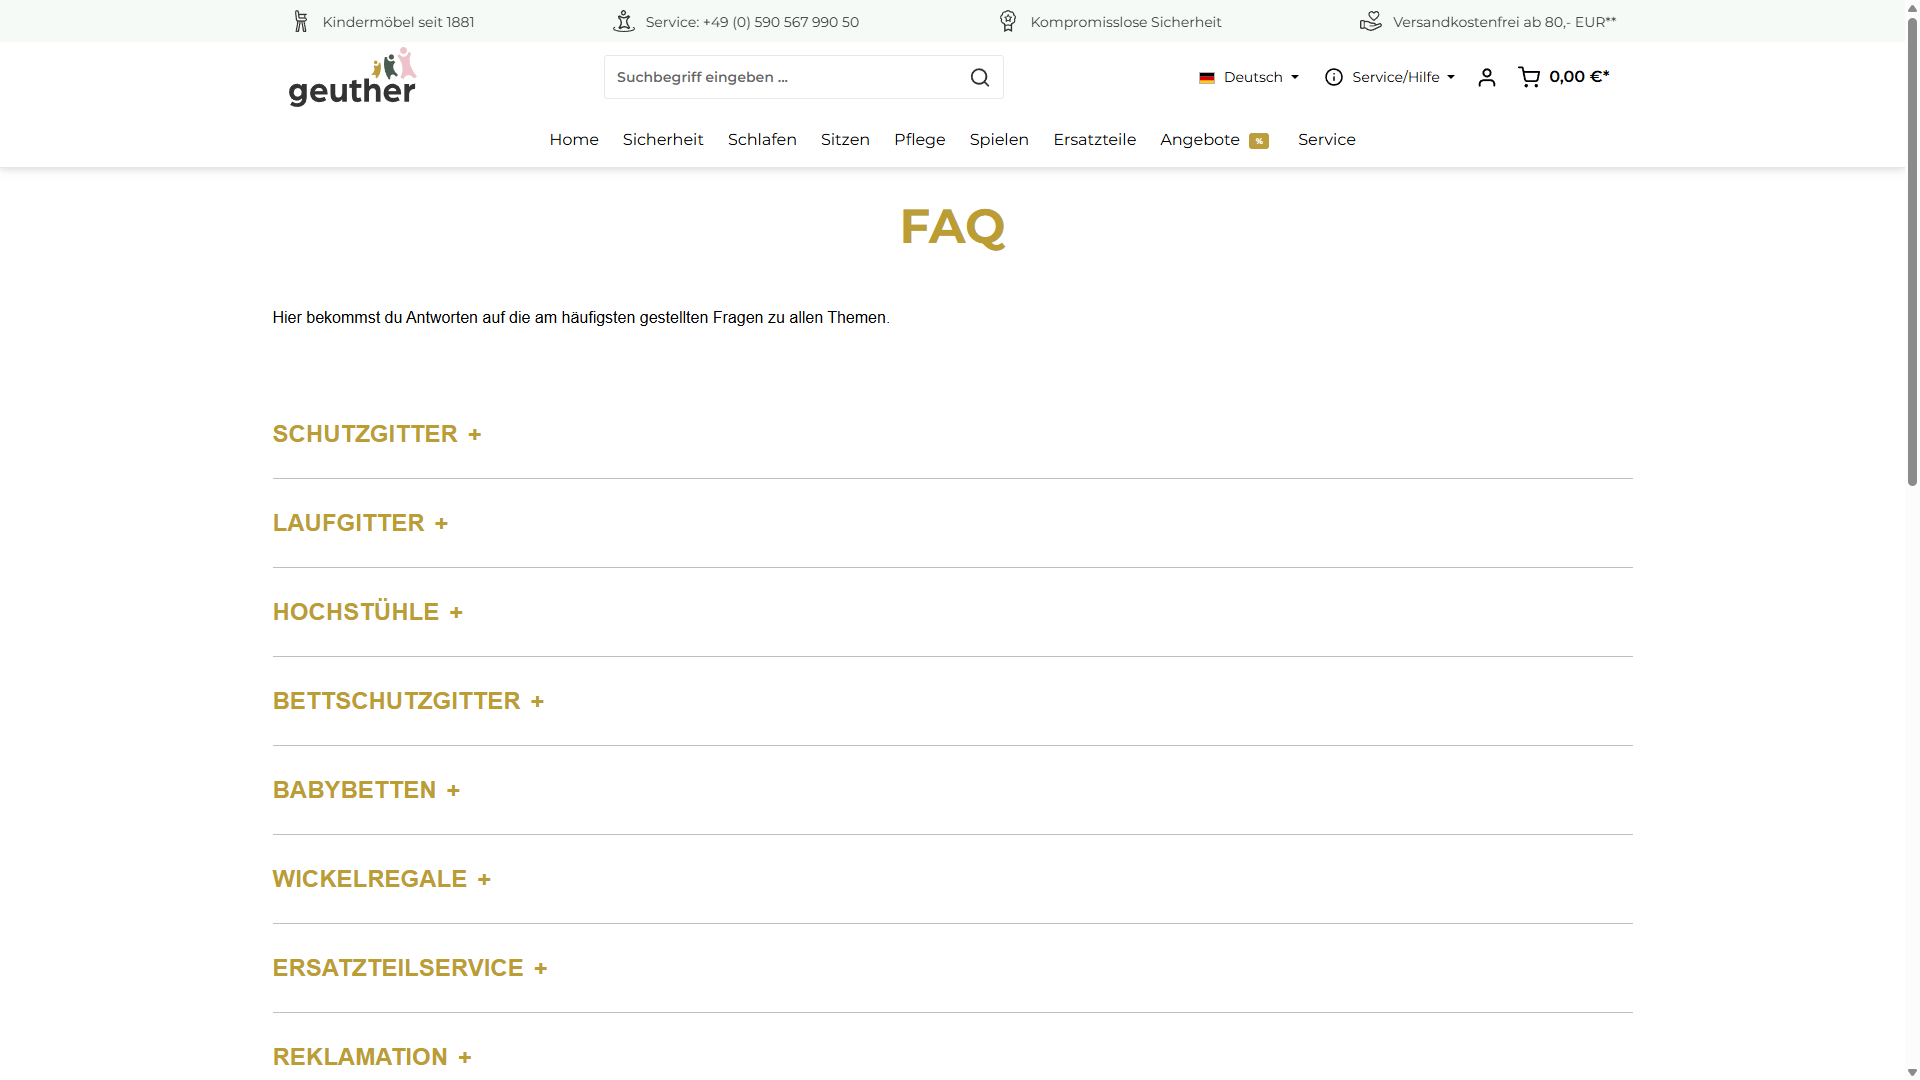 Kindermöbel seit 1881
Service: +49 (0) 590 567 990 50
Kompromisslose Sicherheit
Versandkostenfrei ab 80,- EUR**
geuther
Suchbegriff eingeben ...
Deutsch
Service/Hilfe
0,00 €*
Home Sicherheit Schlafen Sitzen Pflege Spielen Ersatzteile Angebote % Service
FAQ
Hier bekommst du Antworten auf die am häufigsten gestellten Fragen zu allen Themen.
SCHUTZGITTER +
LAUFGITTER +
HOCHSTÜHLE +
BETTSCHUTZGITTER +
BABYBETTEN +
WICKELREGALE +
ERSATZTEILSERVICE +
REKLAMATION +